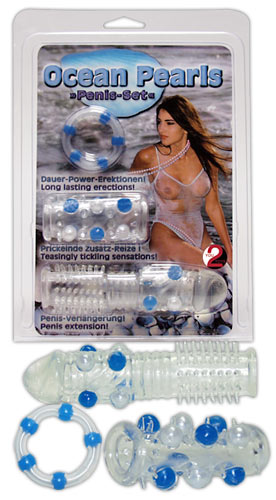 Ocean Pearls
»Penis-Set«
Dauer-Power-Erektionen!
Long lasting erections!
Prickelnde Zusatz-Reize!
Teasingly tickling sensations!
YOU
2
Penis-Verlängerung!
Penis extension!